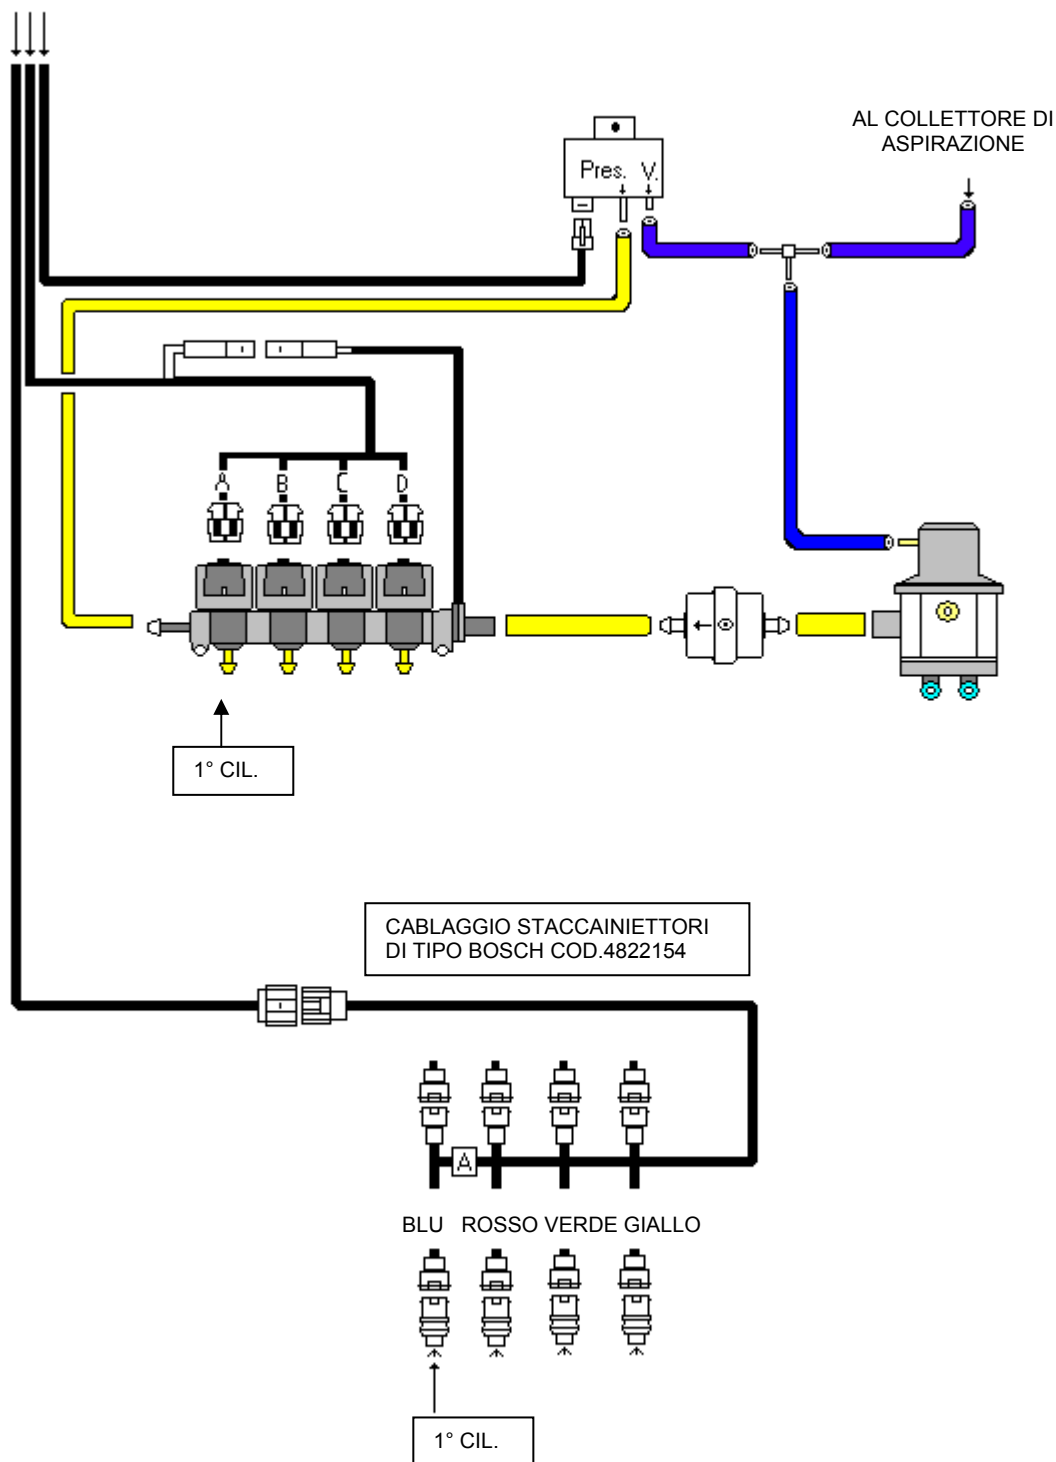 AL COLLETTORE DI
ASPIRAZIONE
Pres. V.
A B C D
1° CIL.
CABLAGGIO STACCAINIETTORI
DI TIPO BOSCH COD.4822154
A
BLU ROSSO VERDE GIALLO
1° CIL.